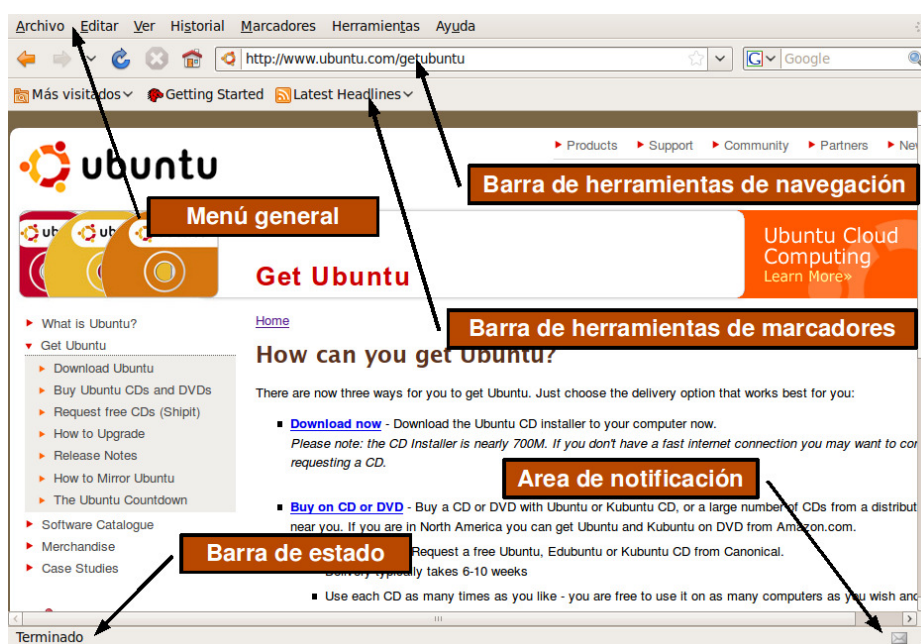 Archivo Editar Ver Historial Marcadores Herramientas Ayuda
http://www.ubuntu.com/getubuntu
Google
Más visitados
Getting Started
Latest Headlines
ubuntu
Products
Support
Community
Partners
Barra de herramientas de navegación
Menú general
Ubuntu Cloud
Computing
Learn More»
Get Ubuntu
What is Ubuntu?
Get Ubuntu
Download Ubuntu
Buy Ubuntu CDs and DVDs
Request free CDs (Shipit)
How to Upgrade
Release Notes
How to Mirror Ubuntu
The Ubuntu Countdown
Software Catalogue
Merchandise
Case Studies
Home
Barra de herramientas de marcadores
How can you get Ubuntu?
There are now three ways for you to get Ubuntu. Just choose the delivery option that works best for you:
Download now - Download the Ubuntu CD installer to your computer now.
Please note: the CD Installer is nearly 700M. If you don't have a fast internet connection you may want to
requesting a CD.
Area de notificación
Buy on CD or DVD - Buy a CD or DVD with Ubuntu or Kubuntu CD, or a large number of CDs from a
near you. If you are in North America you can get Ubuntu and Kubuntu on DVD from Amazon.com.
Barra de estado
Request a free Ubuntu, Edubuntu or Kubuntu CD from Canonical.
Delivery typically takes 6-10 weeks
Use each CD as many times as you like - you are free to use it on as many computers as you wish and
Terminado